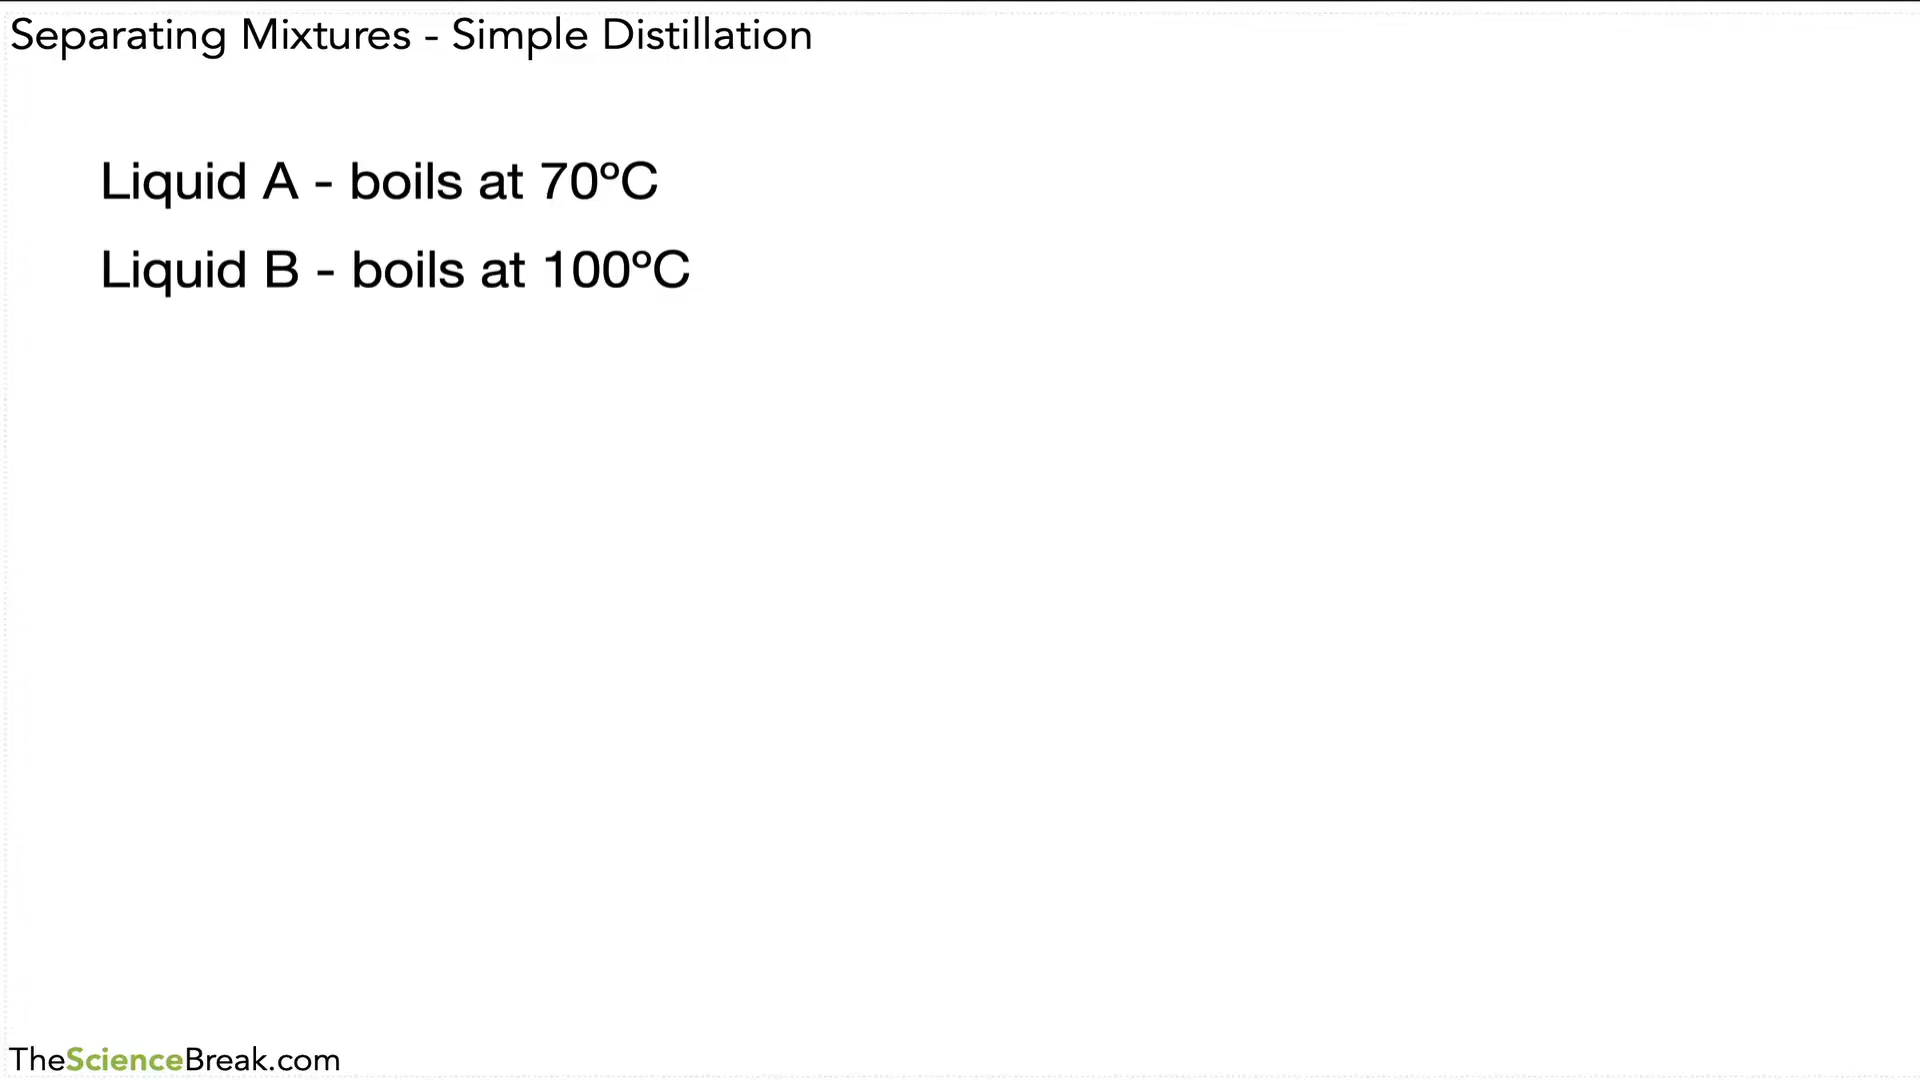 Separating Mixtures - Simple Distillation
Liquid A - boils at 70ºC
Liquid B - boils at 100ºC
TheScienceBreak.com